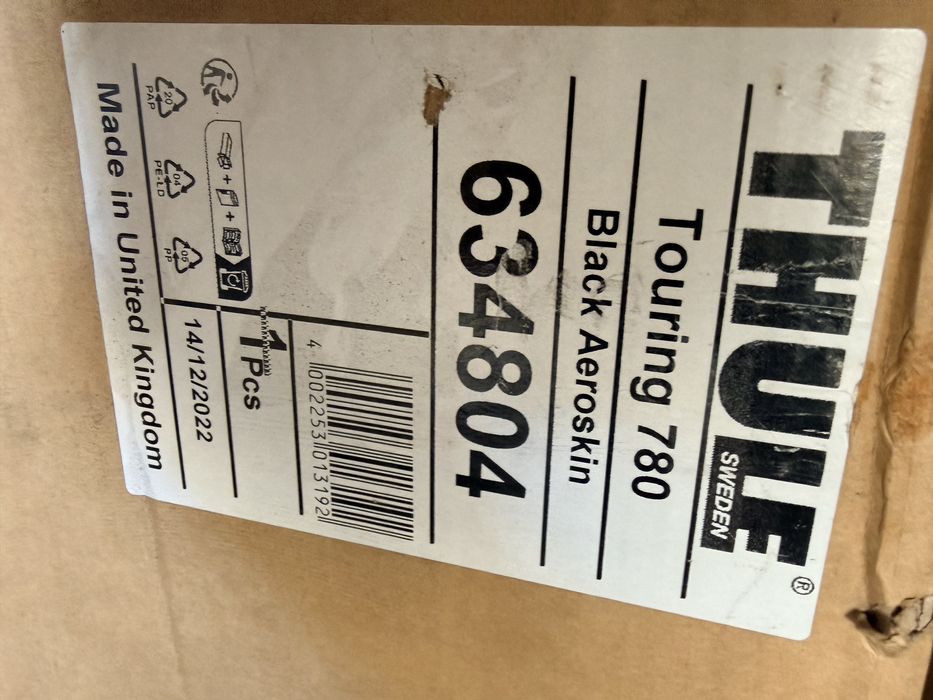 THULE®
SWEDEN
Touring 780
Black Aeroskin
634804
4 002253 013192
1 Pcs
14/12/2022
20
PAP
04
PE-LD
05
PP
Made in United Kingdom